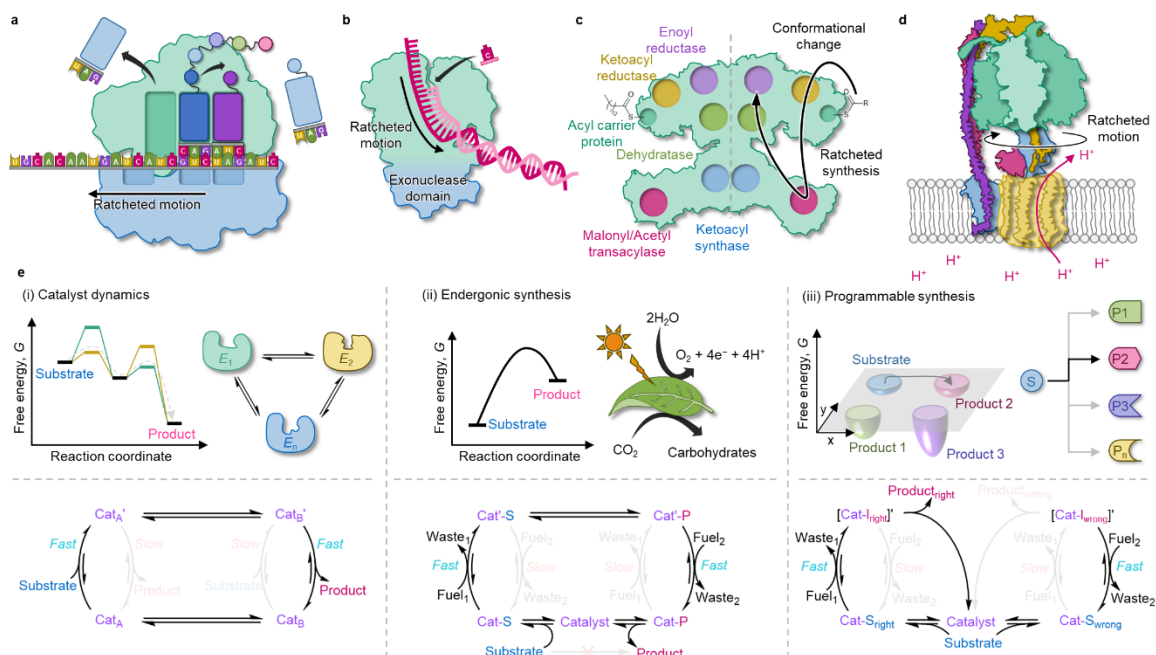 a
UGCACAAUGAUCAUCGUCUAGAUC
CAGAUC
UAG
Ratcheted motion
b
C
Ratcheted
motion
Exonuclease
domain
c
Enoyl
reductase
Ketoacyl
reductase
Conformational
change
O
S
O
R
S
Acyl carrier
protein
Dehydratase
Ratcheted
synthesis
Malonyl/Acetyl
transacylase
Ketoacyl
synthase
d
Ratcheted
motion
H⁺
H⁺
H⁺
H⁺
H⁺
H⁺
e
(i) Catalyst dynamics
Free energy, G
Substrate
Product
Reaction coordinate
E₁
E₂
Eₙ
Cat_A'
Cat_B'
Fast
Slow
Slow
Fast
Substrate
Product
Substrate
Product
Cat_A
Cat_B
(ii) Endergonic synthesis
Free energy, G
Substrate
Product
Reaction coordinate
2H₂O
O₂ + 4e⁻ + 4H⁺
CO₂
Carbohydrates
Cat'-S
Cat'-P
Waste₁
Fuel₂
Waste₁
Fuel₂
Fast
Slow
Slow
Fast
Fuel₁
Waste₂
Fuel₁
Waste₂
Cat-S
Catalyst
Cat-P
Substrate
Product
(iii) Programmable synthesis
Free energy, G
Substrate
Product 2
y
x
Product 1
Product 3
S
P1
P2
P3
Pₙ
Product_right
Product_wrong
[Cat-I_right]'
[Cat-I_wrong]'
Waste₁
Fuel₂
Waste₁
Fuel₂
Fast
Slow
Slow
Fast
Fuel₁
Waste₂
Fuel₁
Waste₂
Cat-S_right
Catalyst
Cat-S_wrong
Substrate